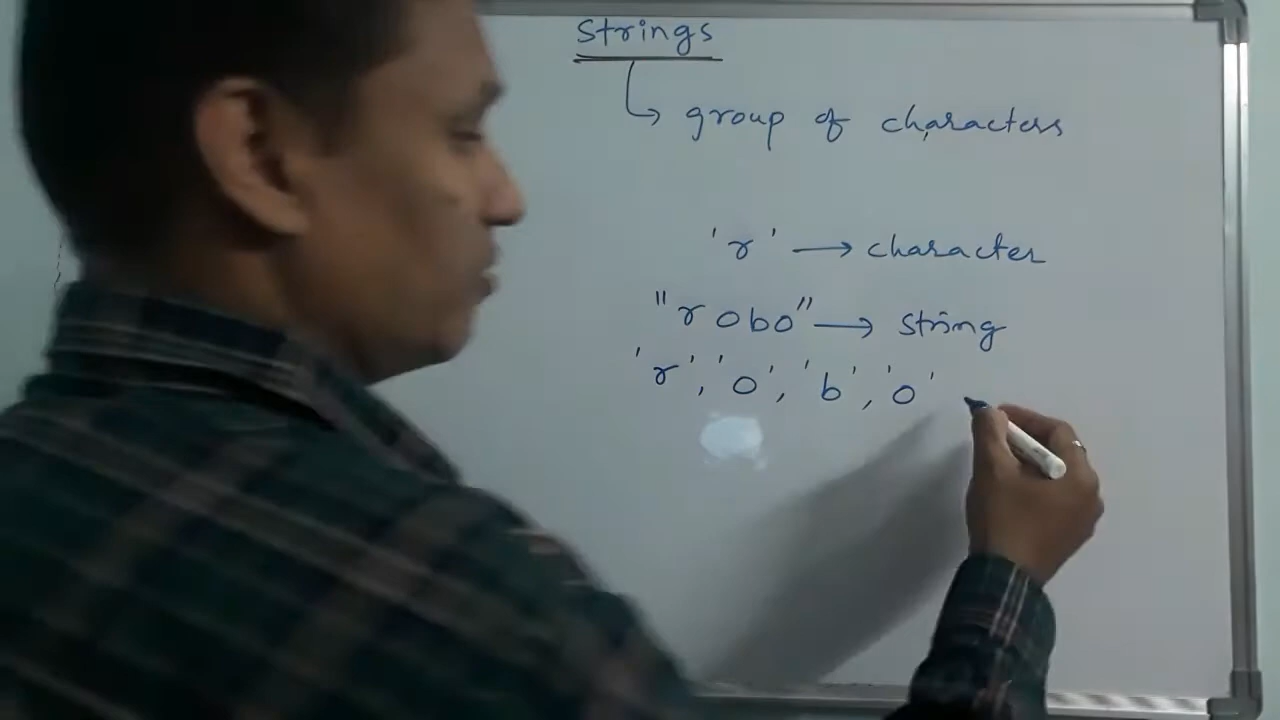 Strings
↳ group of characters
'r' → character
"robo" → string
'r', 'o', 'b', 'o'